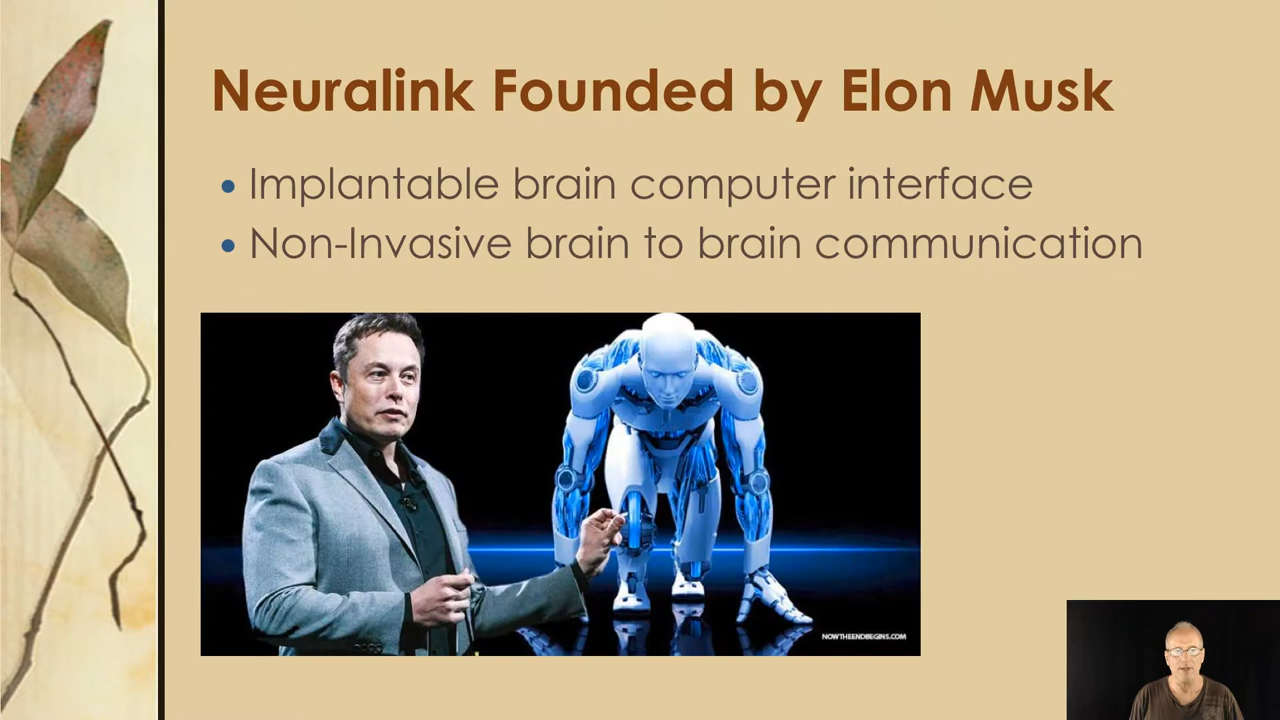 Neuralink Founded by Elon Musk
• Implantable brain computer interface
• Non-Invasive brain to brain communication
NOWTHEENDBEGINS.COM